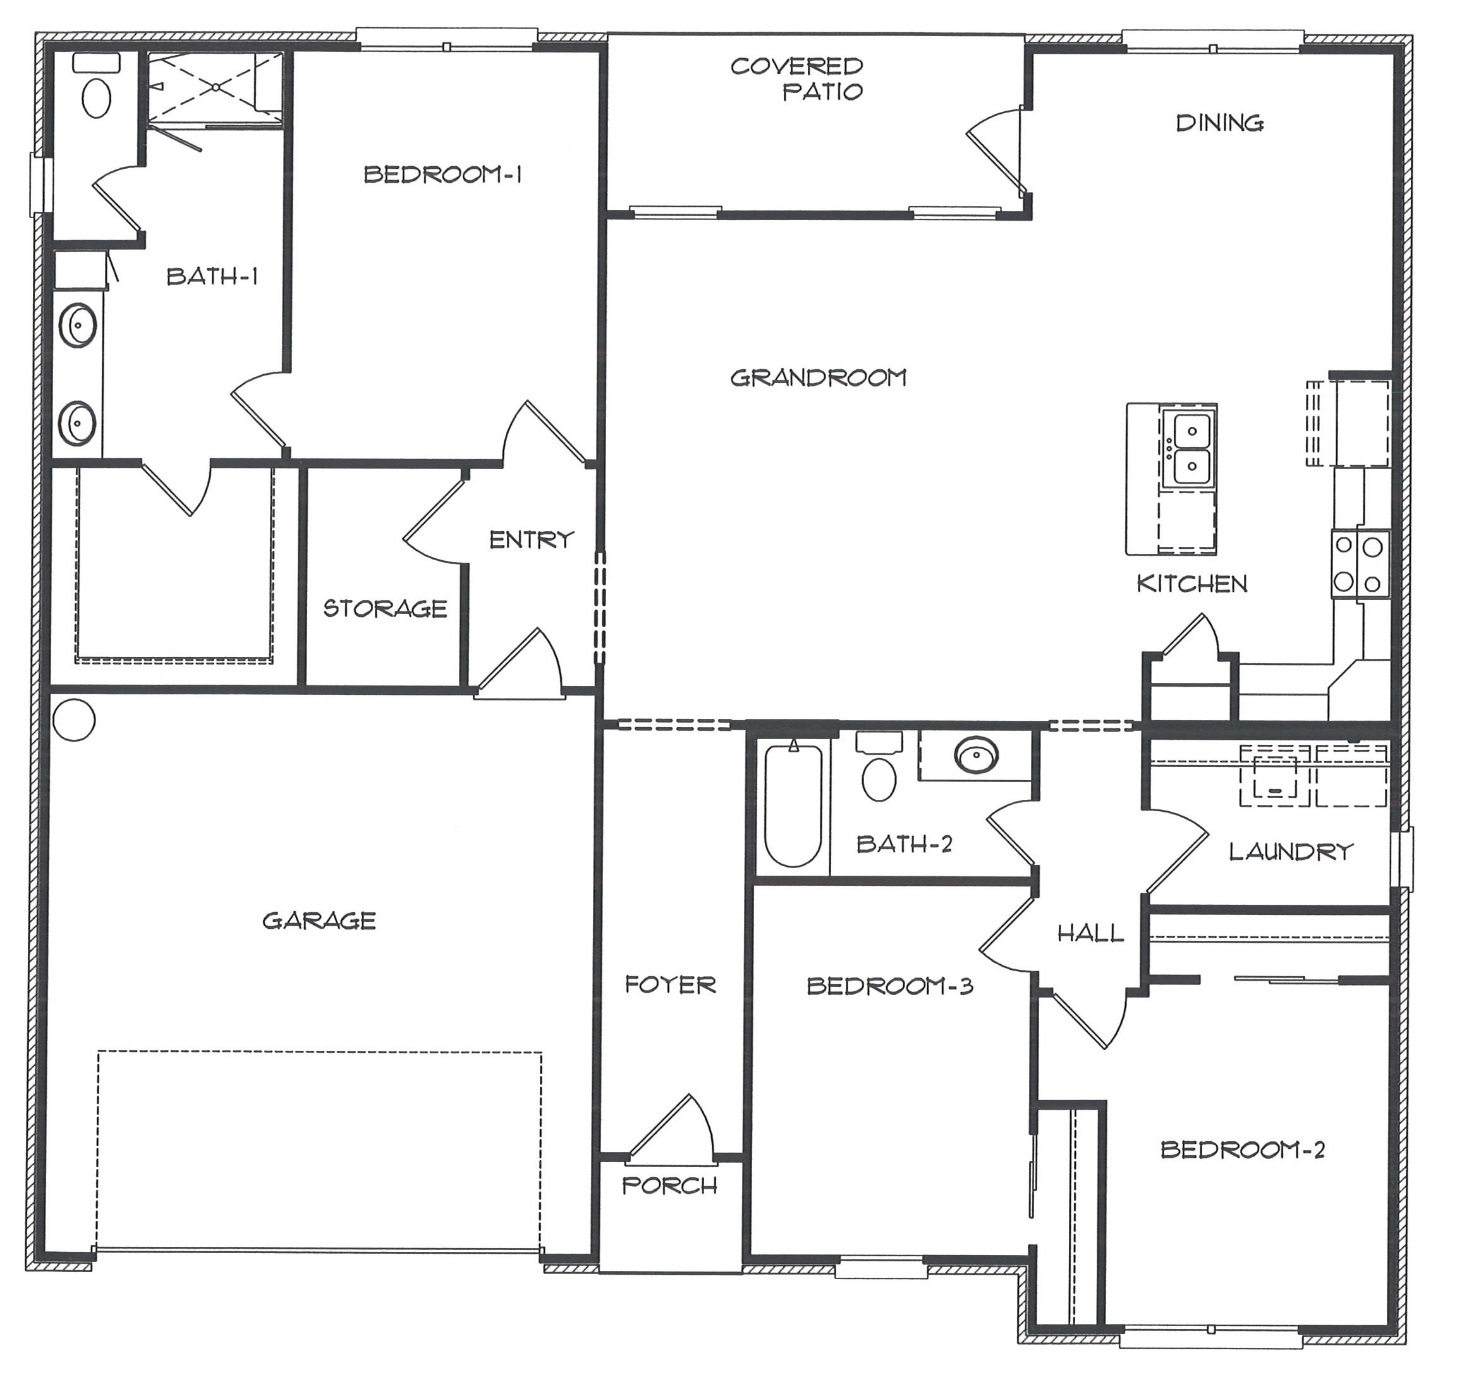 COVERED
PATIO
DINING
BEDROOM-1
BATH-1
GRANDROOM
ENTRY
KITCHEN
STORAGE
BATH-2
LAUNDRY
GARAGE
HALL
FOYER
BEDROOM-3
BEDROOM-2
PORCH